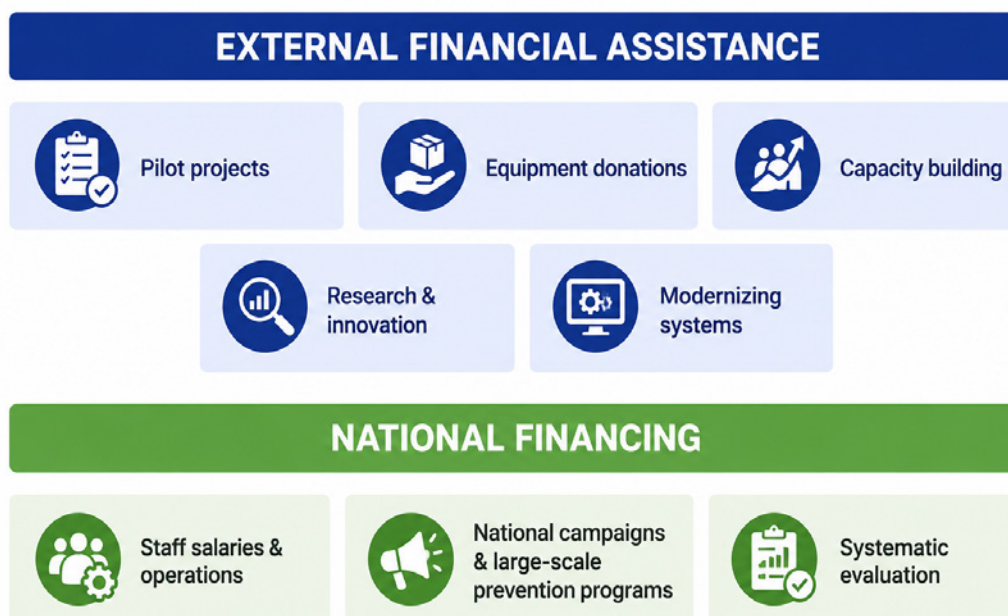 EXTERNAL FINANCIAL ASSISTANCE
Pilot projects
Equipment donations
Capacity building
Research &
innovation
Modernizing
systems
NATIONAL FINANCING
Staff salaries &
operations
National campaigns
& large-scale
prevention programs
Systematic
evaluation